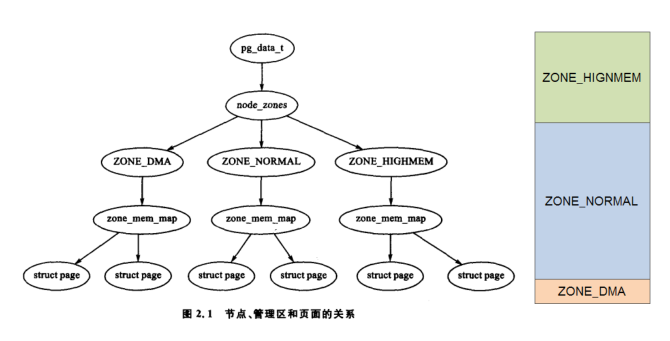 pg_data_t
node_zones
ZONE_DMA
ZONE_NORMAL
ZONE_HIGHMEM
zone_mem_map
zone_mem_map
zone_mem_map
struct page
struct page
struct page
struct page
struct page
struct page
图 2.1 节点、管理区和页面的关系
ZONE_HIGNMEM
ZONE_NORMAL
ZONE_DMA